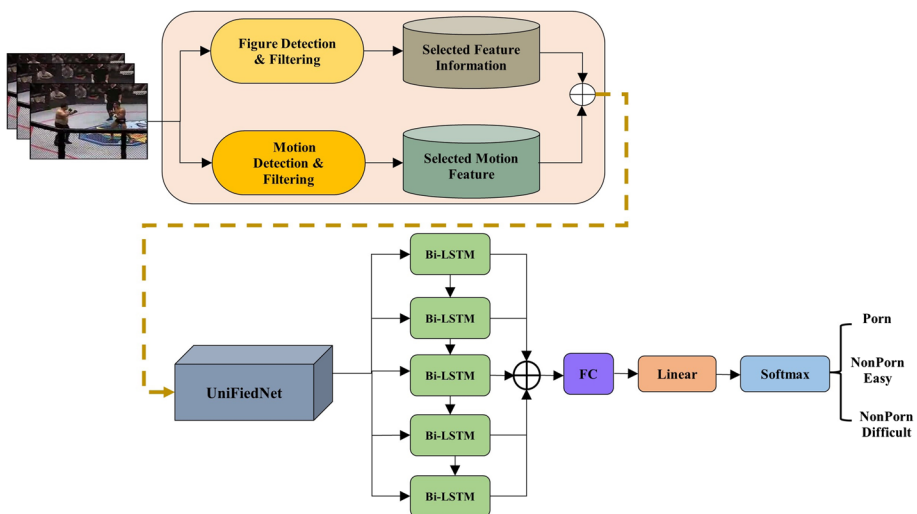 Figure Detection
& Filtering
Selected Feature
Information
Motion
Detection &
Filtering
Selected Motion
Feature
UniFiedNet
Bi-LSTM
Bi-LSTM
Bi-LSTM
Bi-LSTM
Bi-LSTM
FC
Linear
Softmax
Porn
NonPorn
Easy
NonPorn
Difficult